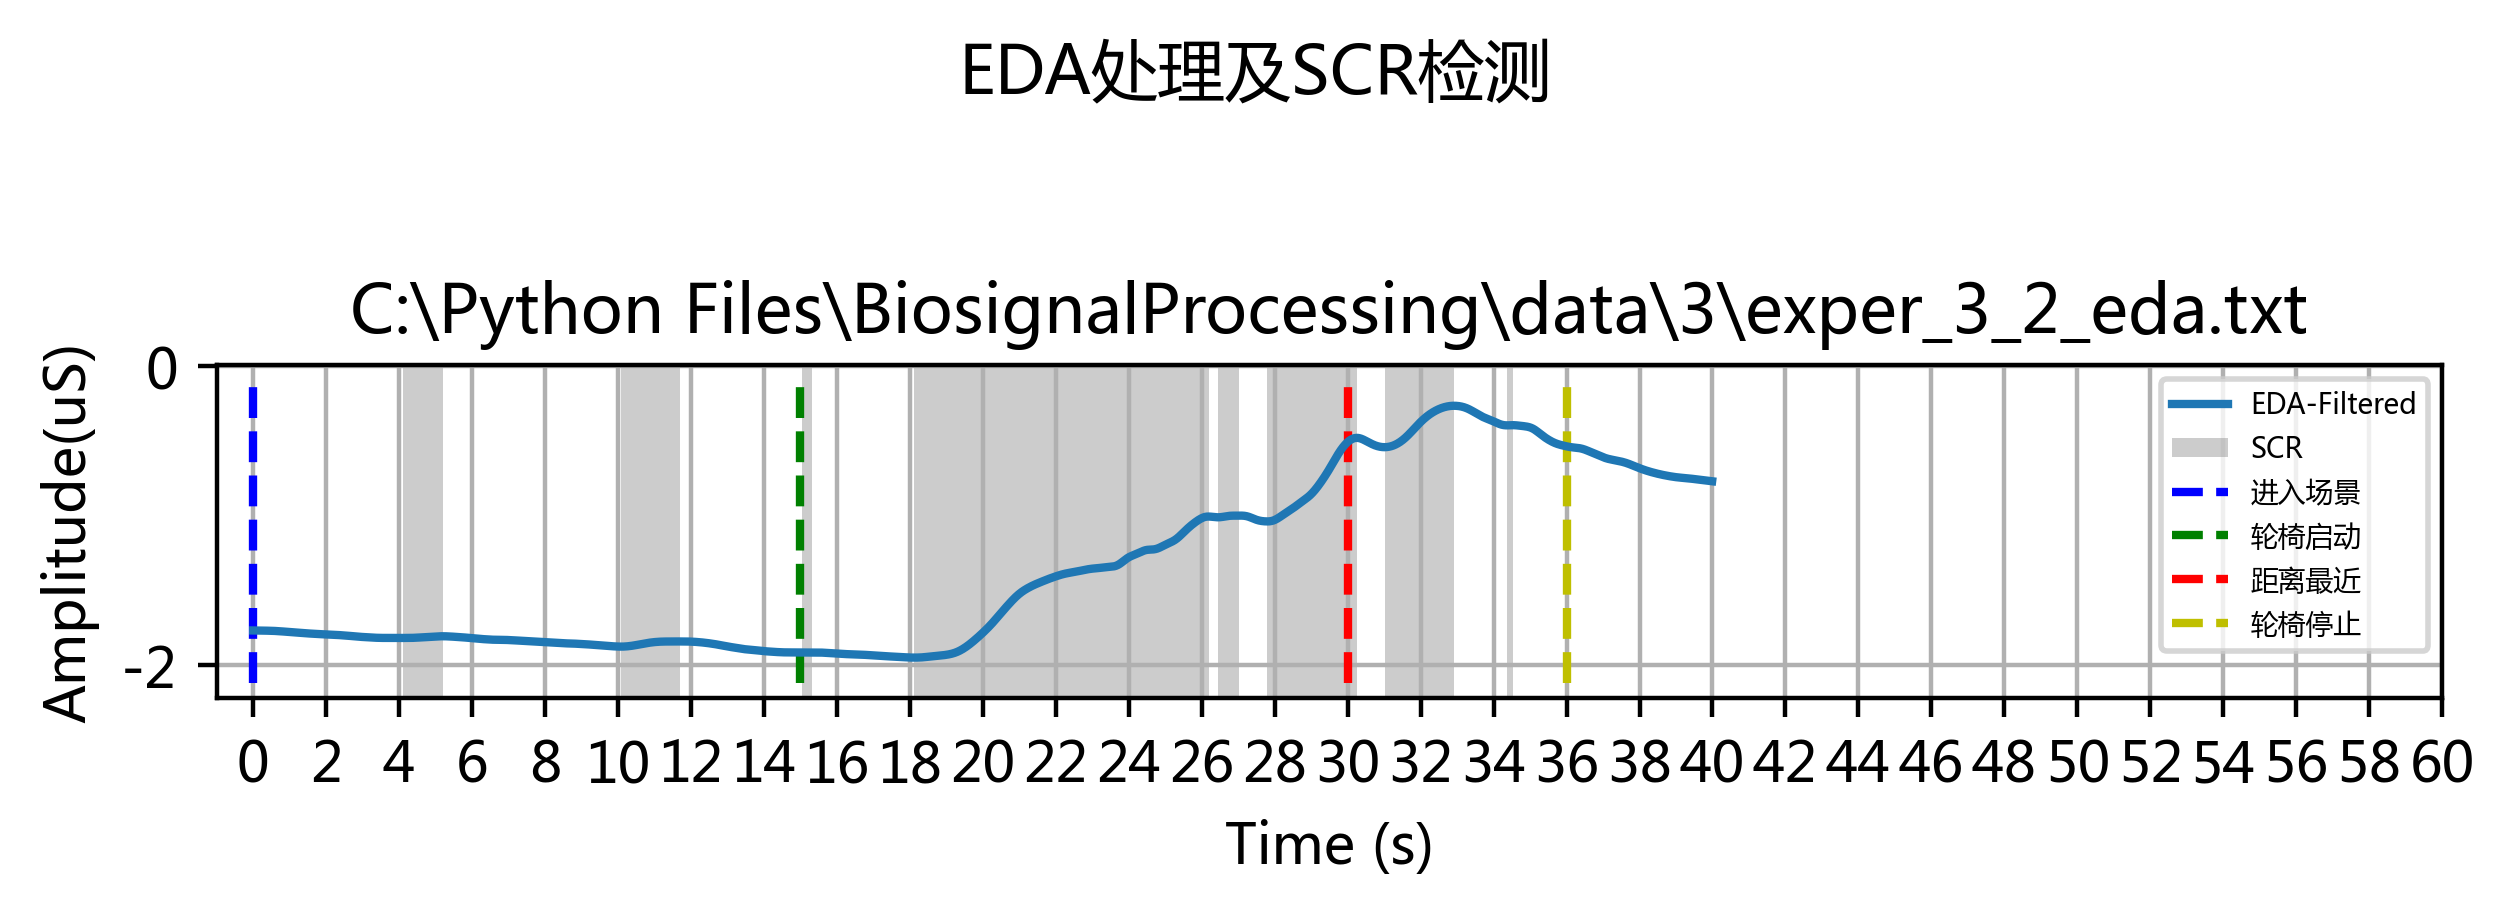 EDA处理及SCR检测
C:\Python Files\BiosignalProcessing\data\3\exper_3_2_eda.txt
Amplitude(uS)
0
-2
EDA-Filtered
SCR
进入场景
轮椅启动
距离最近
轮椅停止
0 2 4 6 8 10 12 14 16 18 20 22 24 26 28 30 32 34 36 38 40 42 44 46 48 50 52 54 56 58 60
Time (s)